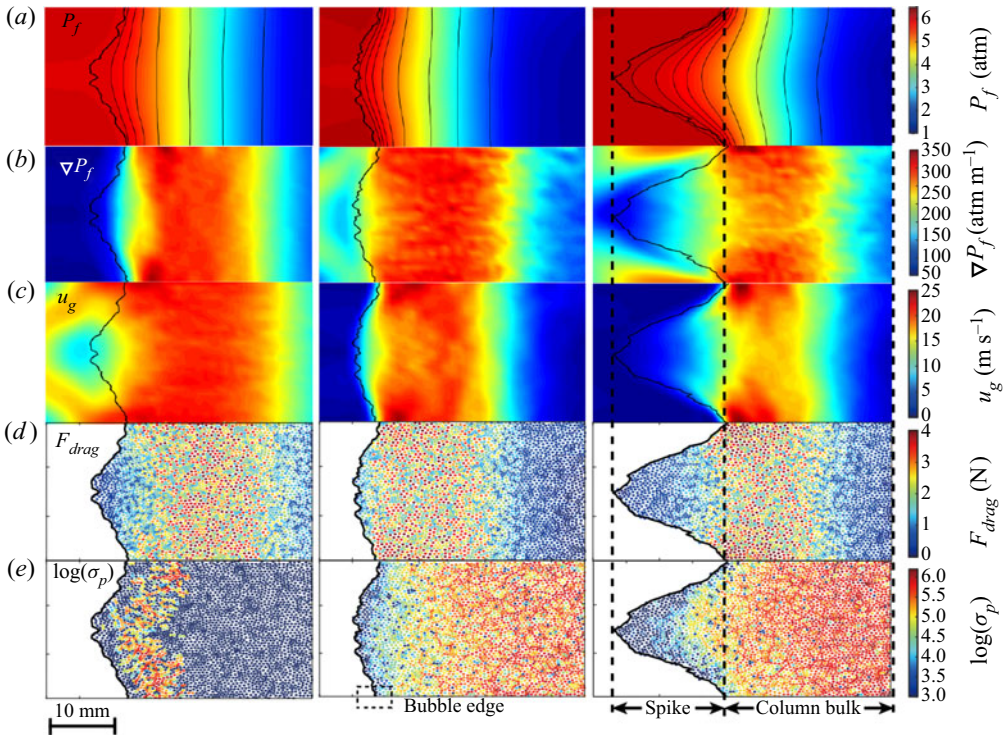 (a)
P_f
6
5
4
3
2
1
P_f (atm)
(b)
∇P_f
350
300
250
200
150
100
50
∇P_f (atm m⁻¹)
(c)
u_g
25
20
15
10
5
0
u_g (m s⁻¹)
(d)
F_drag
4
3
2
1
0
F_drag (N)
(e)
log(σ_p)
6.0
5.5
5.0
4.5
4.0
3.5
3.0
log(σ_p)
10 mm
Bubble edge
Spike
Column bulk